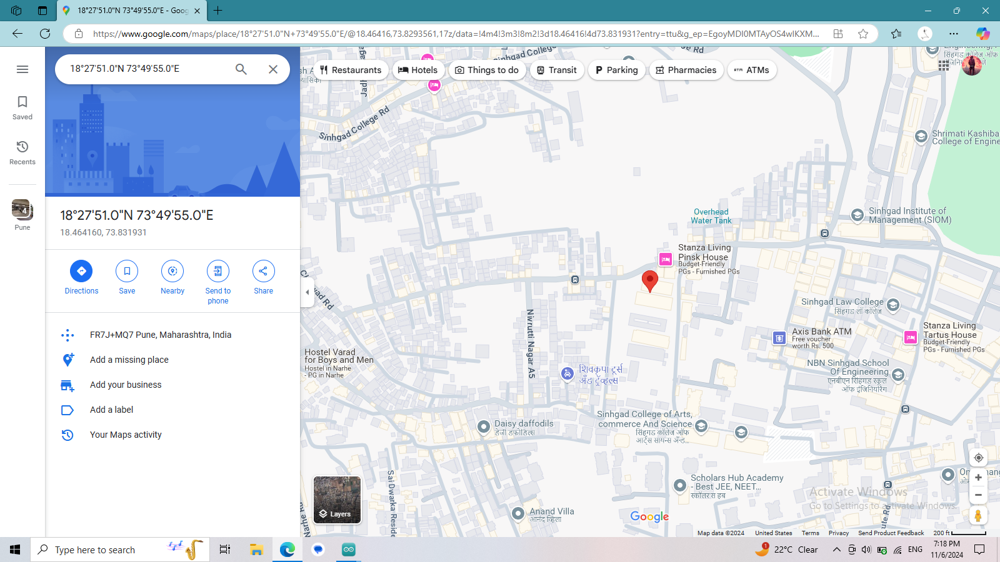 18°27'51.0"N 73°49'55.0"E - Goog
https://www.google.com/maps/place/18°27'51.0"N+73°49'55.0"E/@18.46416,73.8293561,17z/data=!4m4!3m3!8m2!3d18.46416!4d73.831931?entry=ttu&g_ep=EgoyMDI0MTAyOS4wIKXM...
18°27'51.0"N 73°49'55.0"E
Saved
Recents
4
Pune
18°27'51.0"N 73°49'55.0"E
18.464160, 73.831931
Directions
Save
Nearby
Send to
phone
Share
FR7J+MQ7 Pune, Maharashtra, India
Add a missing place
Add your business
Add a label
Your Maps activity
Restaurants
Hotels
Things to do
Transit
Parking
Pharmacies
ATMs
Sinhgad College Rd
Shrimati Kashiba
College of Engine
Overhead
Water Tank
Sinhgad Institute of
Management (SIOM)
Stanza Living
Pinsk House
Budget-Friendly
PGs - Furnished PGs
Sinhgad Law College
सिंहगड लॉ कॉलेज
Nivrutti Nagar A5
Axis Bank ATM
Free voucher
worth Rs. 500
Stanza Living
Tartus House
Budget-Friendly
PGs - Furnished PGs
Hostel Varad
for Boys and Men
Hostel in Narhe
- PG in Narhe
शिवकृपा टूर्स
अँड ट्रॅव्हल्स
NBN Sinhgad School
Of Engineering
एनबीएन सिंहगड स्कूल
ऑफ इंजिनियरिंग
Daisy daffodils
डेजी डफोडिल्स
Sinhgad College of Arts,
commerce And Science
सिंहगड कॉलेज ऑफ
आर्ट्स सायन्स अँन्ड...
Sai Dwarka Reside
Narhe Rd
Scholars Hub Academy
- Best JEE, NEET...
स्कॉलर्स हब
Anand Villa
आनंद व्हिला
Layers
Google
Activate Windows
Go to Settings to activate Windows.
Map data ©2024
United States
Terms
Privacy
Send Product Feedback
200 ft
Type here to search
1
22°C Clear
ENG
7:18 PM
11/6/2024